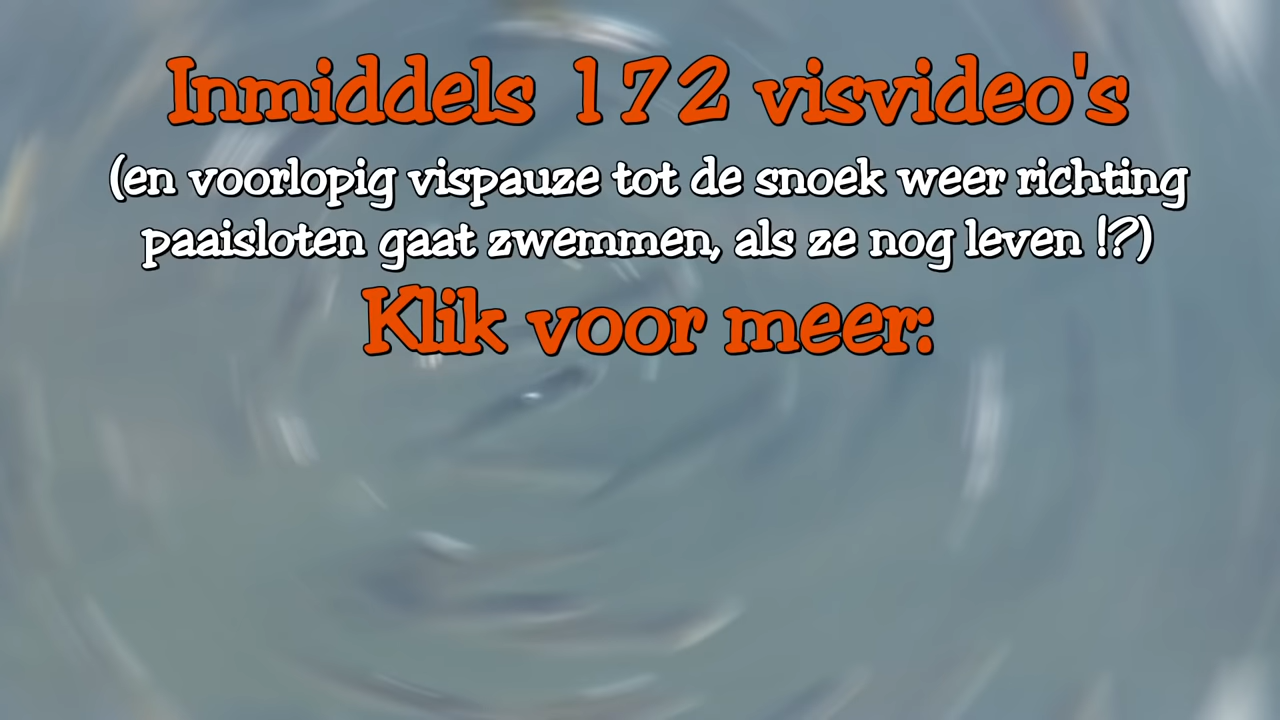 Inmiddels 172 visvideo's
(en voorlopig vispauze tot de snoek weer richting
paaisloten gaat zwemmen, als ze nog leven !?)
Klik voor meer: